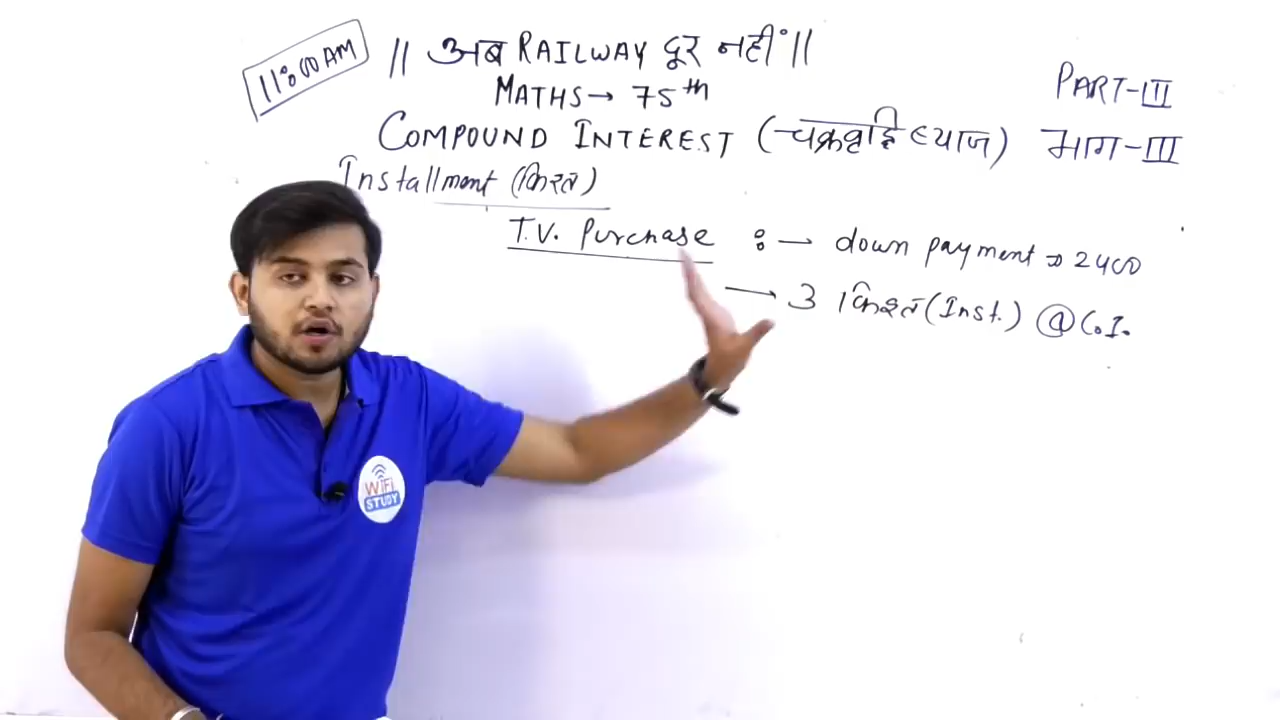 11:00 AM
|| अब RAILWAY दूर नहीं ||
MATHS → 75th
PART-III
COMPOUND INTEREST (चक्रवृद्धि ब्याज) भाग-III
Installment (किस्त)
T.V. Purchase : → down payment ⇒ 2400
→ 3 किस्त (Inst.) @ C.I.
WiFi
STUDY